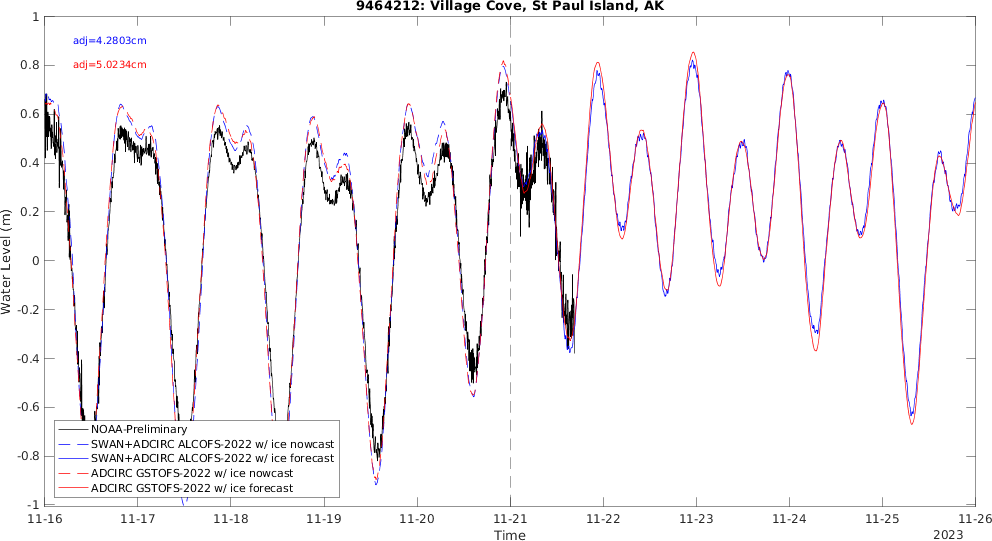 9464212: Village Cove, St Paul Island, AK
adj=4.2803cm
adj=5.0234cm
1
0.8
0.6
0.4
0.2
0
-0.2
-0.4
-0.6
-0.8
-1
Water Level (m)
NOAA-Preliminary
SWAN+ADCIRC ALCOFS-2022 w/ ice nowcast
SWAN+ADCIRC ALCOFS-2022 w/ ice forecast
ADCIRC GSTOFS-2022 w/ ice nowcast
ADCIRC GSTOFS-2022 w/ ice forecast
11-16 11-17 11-18 11-19 11-20 11-21 11-22 11-23 11-24 11-25 11-26
Time
2023